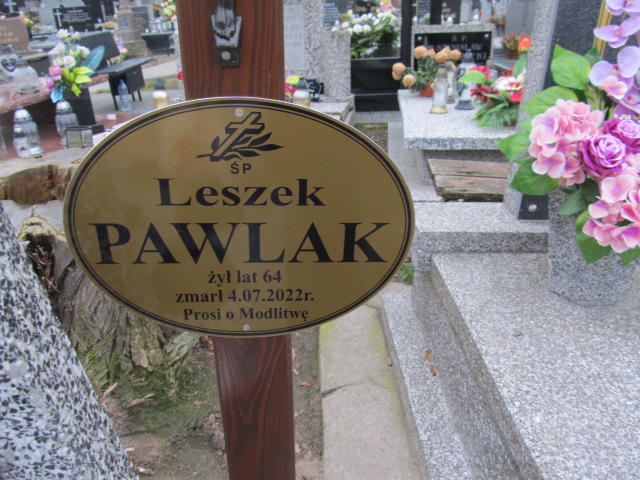 ŚP
Leszek
PAWLAK
żył lat 64
zmarł 4.07.2022r.
Prosi o Modlitwę